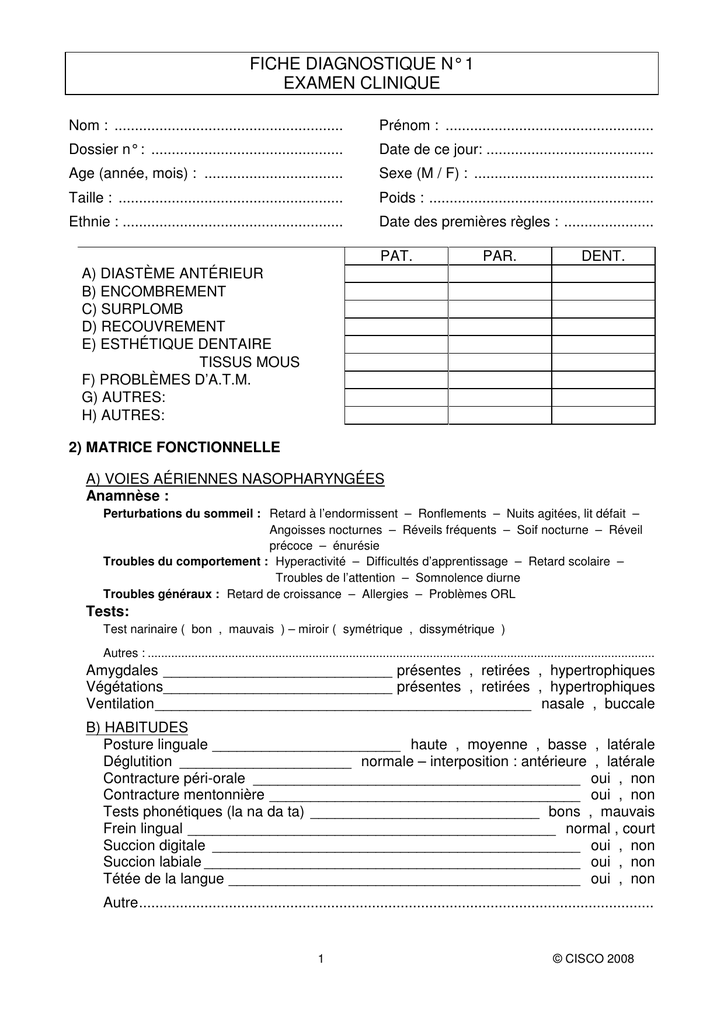 FICHE DIAGNOSTIQUE N° 1
EXAMEN CLINIQUE
Nom : ........................................................ Prénom : ...................................................
Dossier n° : ............................................... Date de ce jour: .........................................
Age (année, mois) : .................................. Sexe (M / F) : ............................................
Taille : ....................................................... Poids : .......................................................
Ethnie : ...................................................... Date des premières règles : ......................
PAT. PAR. DENT.
A) DIASTÈME ANTÉRIEUR
B) ENCOMBREMENT
C) SURPLOMB
D) RECOUVREMENT
E) ESTHÉTIQUE DENTAIRE
TISSUS MOUS
F) PROBLÈMES D’A.T.M.
G) AUTRES:
H) AUTRES:
2) MATRICE FONCTIONNELLE
A) VOIES AÉRIENNES NASOPHARYNGÉES
Anamnèse :
Perturbations du sommeil : Retard à l’endormissent – Ronflements – Nuits agitées, lit défait –
Angoisses nocturnes – Réveils fréquents – Soif nocturne – Réveil
précoce – énurésie
Troubles du comportement : Hyperactivité – Difficultés d’apprentissage – Retard scolaire –
Troubles de l’attention – Somnolence diurne
Troubles généraux : Retard de croissance – Allergies – Problèmes ORL
Tests:
Test narinaire ( bon , mauvais ) – miroir ( symétrique , dissymétrique )
Autres : ..........................................................................................................................
Amygdales ____________________________ présentes , retirées , hypertrophiques
Végétations____________________________ présentes , retirées , hypertrophiques
Ventilation______________________________________________ nasale , buccale
B) HABITUDES
Posture linguale _______________________ haute , moyenne , basse , latérale
Déglutition _____________________ normale – interposition : antérieure , latérale
Contracture péri-orale ________________________________________ oui , non
Contracture mentonnière ______________________________________ oui , non
Tests phonétiques (la na da ta) ____________________________ bons , mauvais
Frein lingual _____________________________________________ normal , court
Succion digitale _____________________________________________ oui , non
Succion labiale ______________________________________________ oui , non
Tétée de la langue ___________________________________________ oui , non
Autre..............................................................................................................................
1 © CISCO 2008